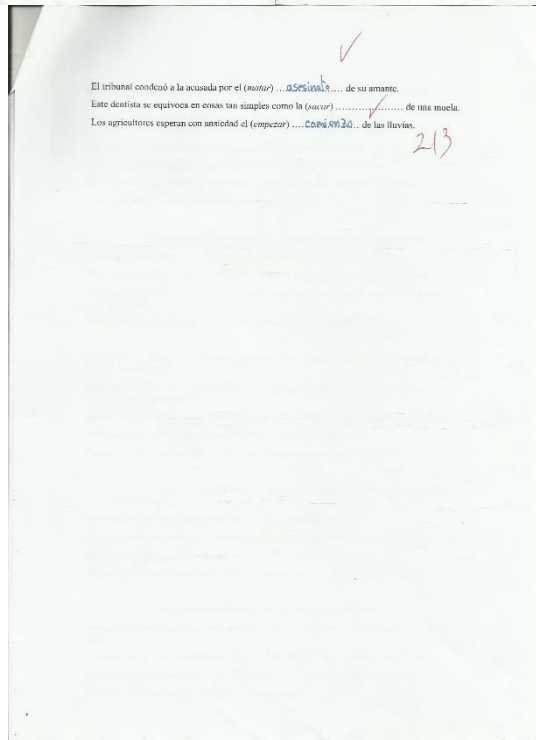 El tribunal condenó a la acusada por el (matar) ...asesinato.... de su amante.
Este dentista se equivoca en cosas tan simples como la (sacar) ........................ de una muela.
Los agricultores esperan con ansiedad el (empezar) ....comienzo.. de las lluvias.
2/3